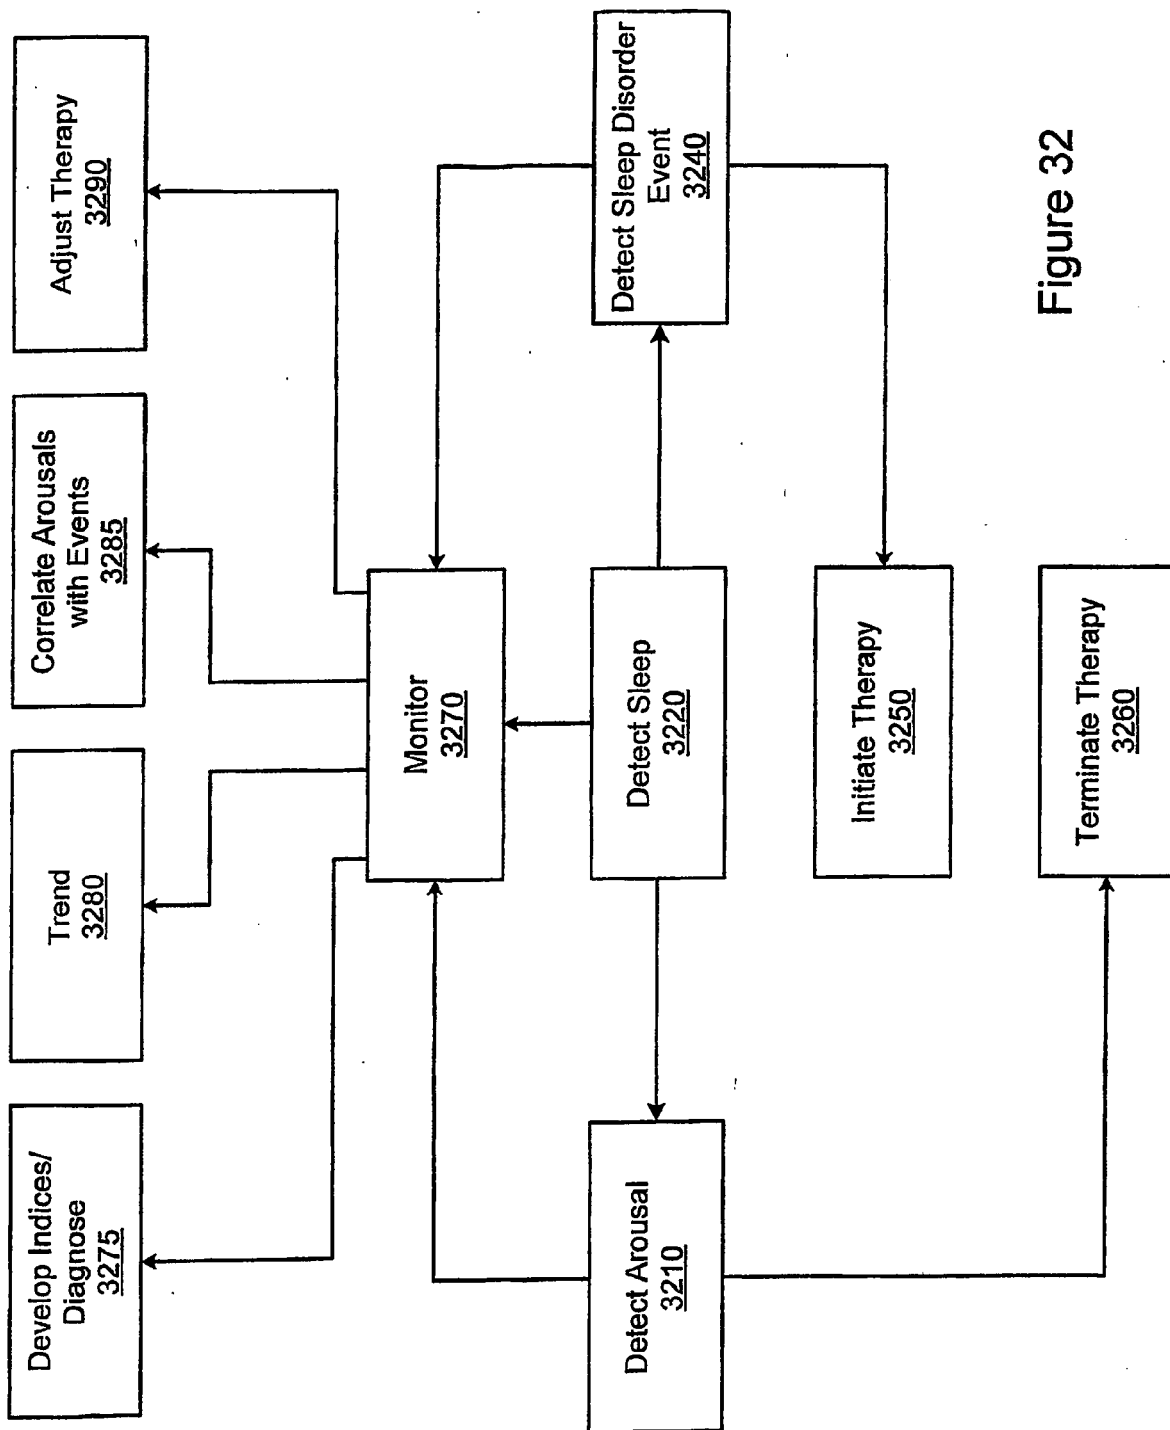 Develop Indices/
Diagnose
3275
Trend
3280
Correlate Arousals
with Events
3285
Adjust Therapy
3290
Monitor
3270
Detect Arousal
3210
Detect Sleep
3220
Detect Sleep Disorder
Event
3240
Initiate Therapy
3250
Terminate Therapy
3260
Figure 32